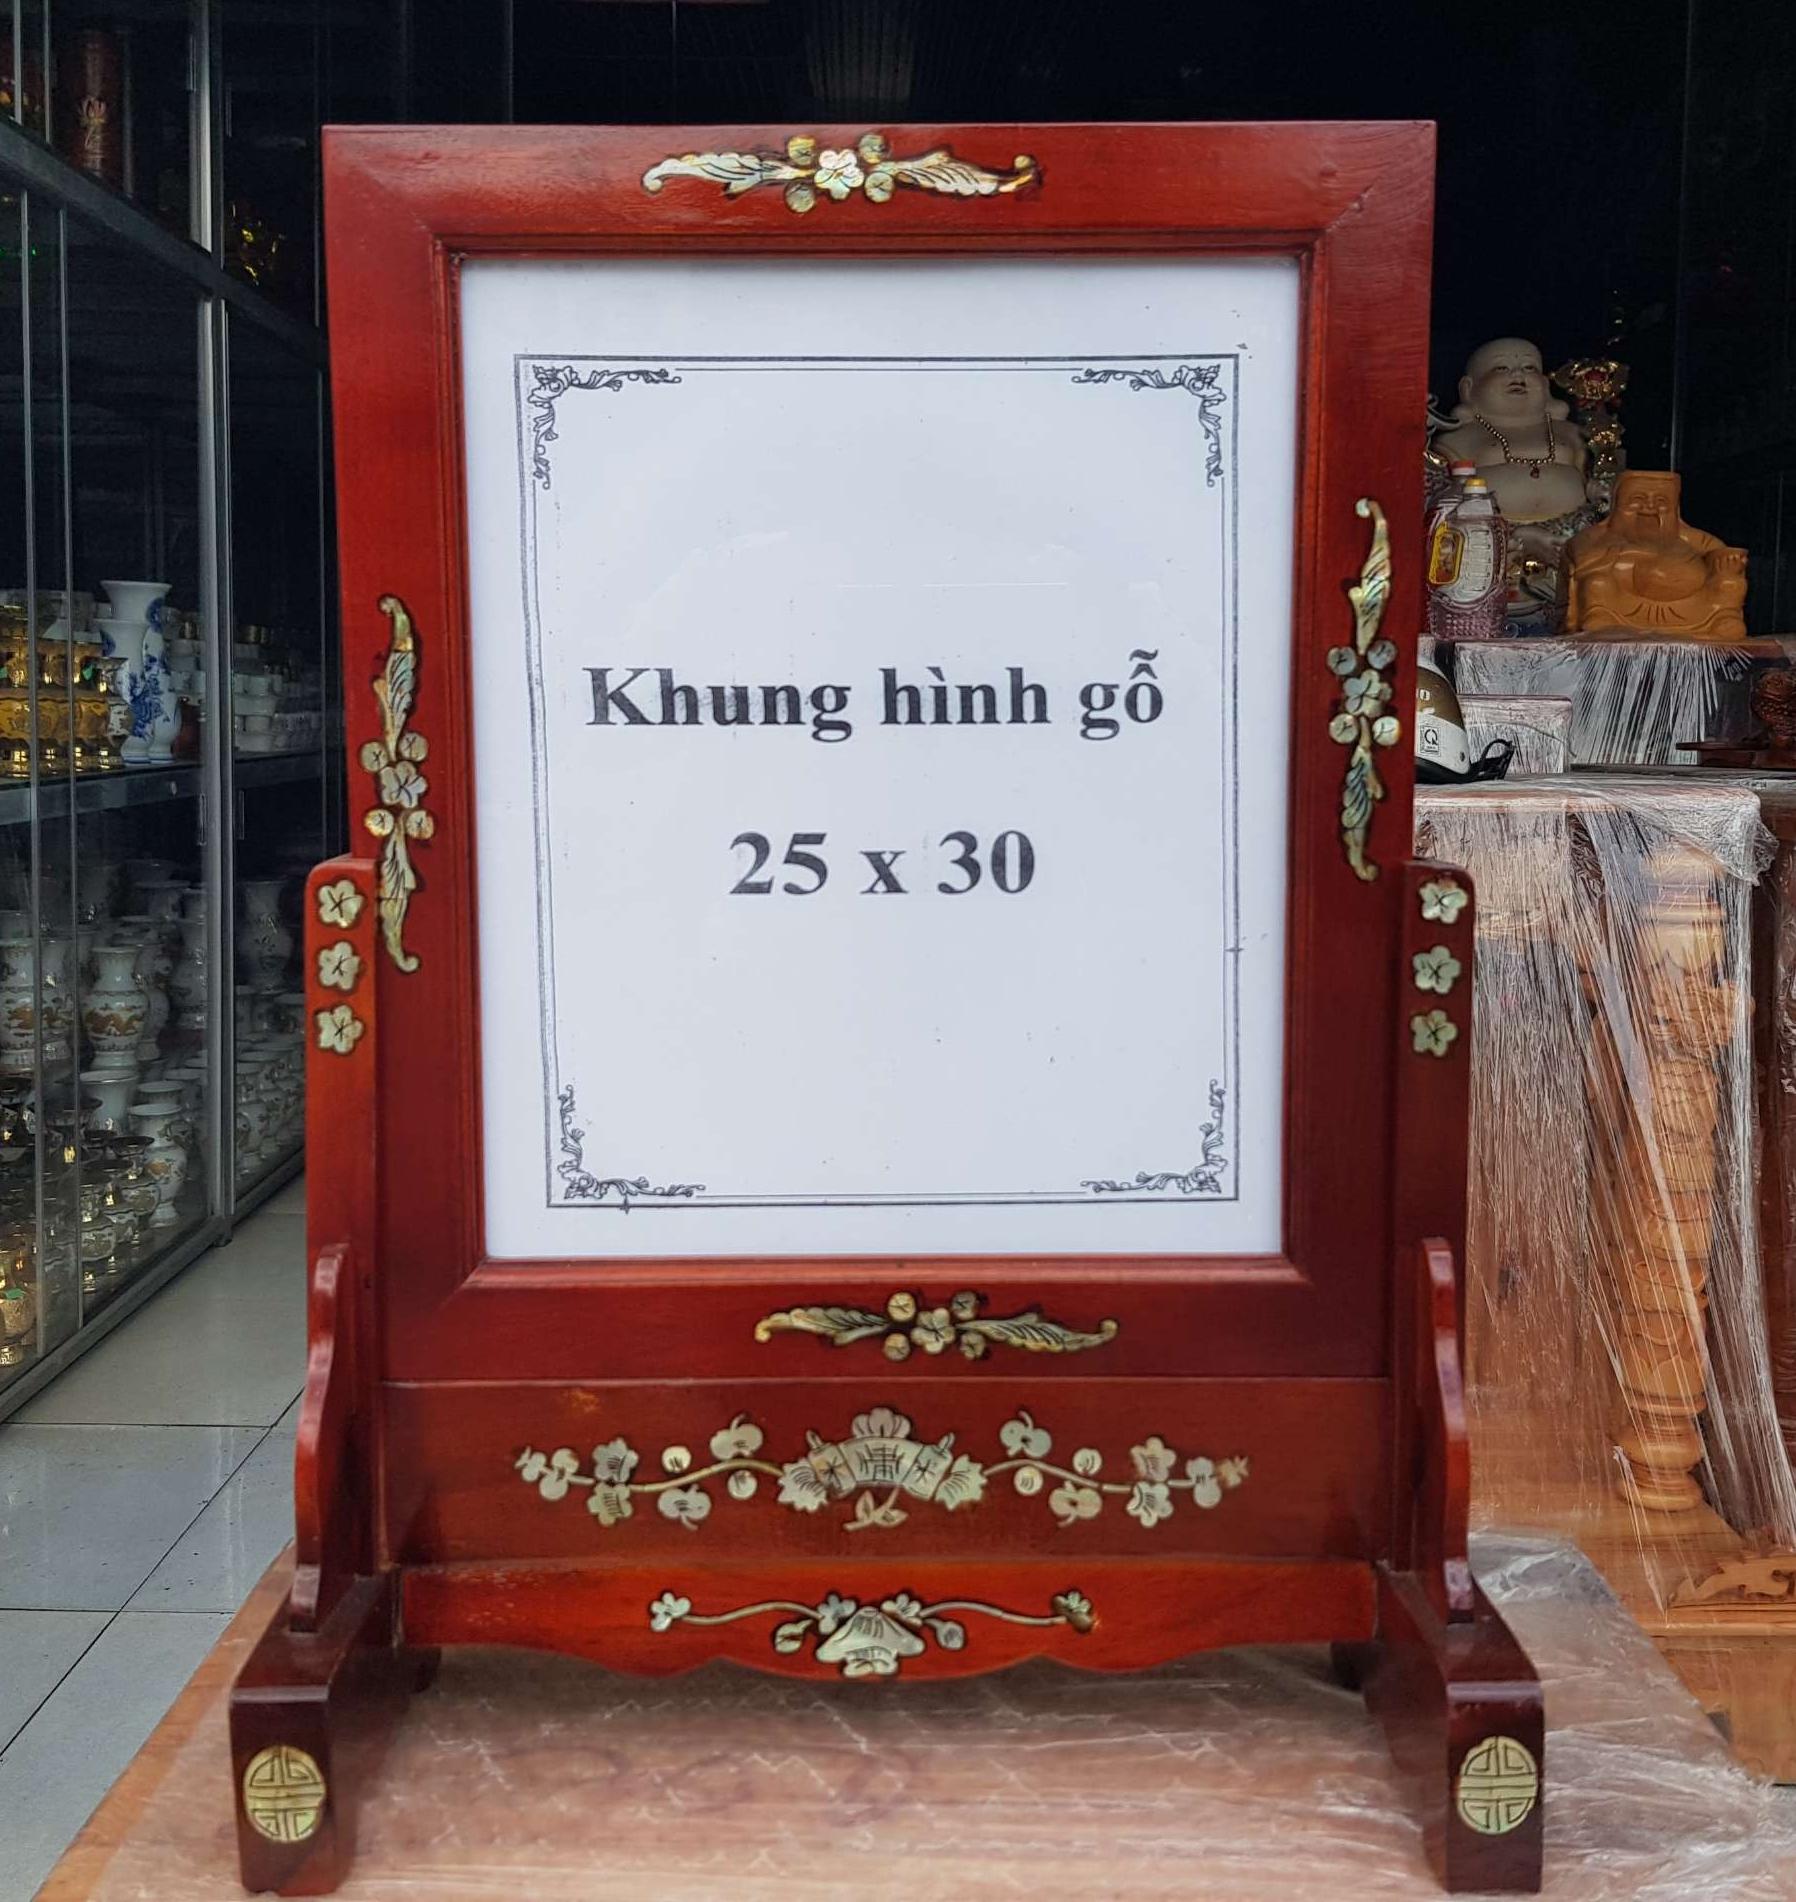 Khung hình gỗ
25 x 30